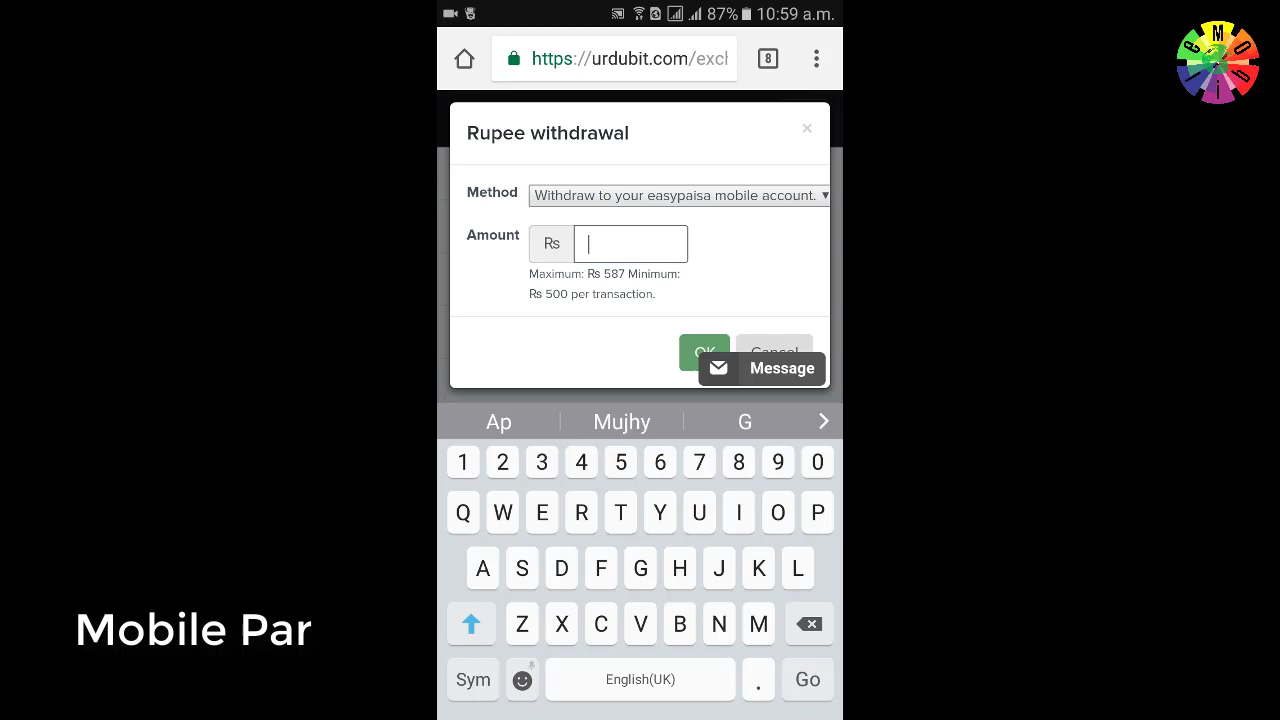 87% 10:59 a.m.
https://urdubit.com/excl
8
Rupee withdrawal ×
Method Withdraw to your easypaisa mobile account. ▼
Amount Rs
Maximum: Rs 587 Minimum:
Rs 500 per transaction.
OK Cancel
Message
Ap Mujhy G
1 2 3 4 5 6 7 8 9 0
Q W E R T Y U I O P
A S D F G H J K L
Z X C V B N M
Sym English(UK) . Go
Mobile Par
e M o b i